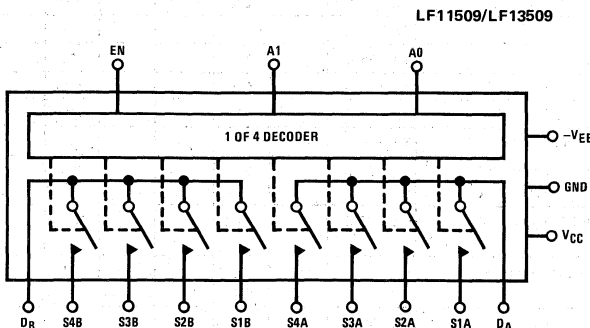 LF11509/LF13509
EN A1 A0
1 OF 4 DECODER
-VEE
GND
VCC
DB S4B S3B S2B S1B S4A S3A S2A S1A DA